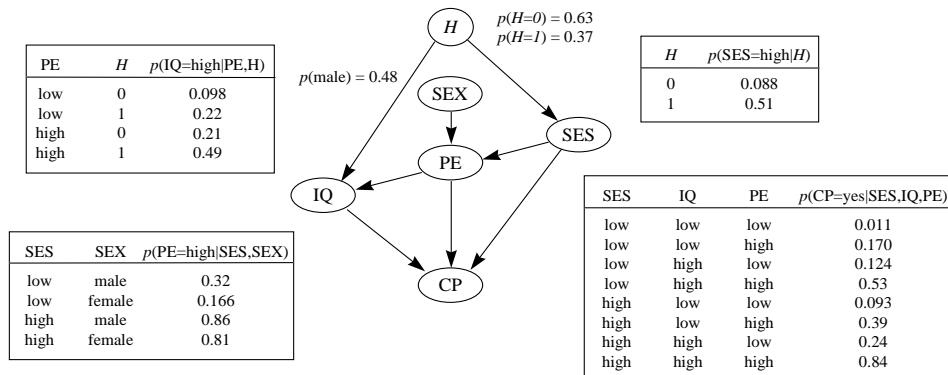 H
p(H=0) = 0.63
p(H=1) = 0.37
PE H p(IQ=high|PE,H)
low 0 0.098
low 1 0.22
high 0 0.21
high 1 0.49
H p(SES=high|H)
0 0.088
1 0.51
p(male) = 0.48
SEX
SES
PE
IQ
CP
SES SEX p(PE=high|SES,SEX)
low male 0.32
low female 0.166
high male 0.86
high female 0.81
SES IQ PE p(CP=yes|SES,IQ,PE)
low low low 0.011
low low high 0.170
low high low 0.124
low high high 0.53
high low low 0.093
high low high 0.39
high high low 0.24
high high high 0.84